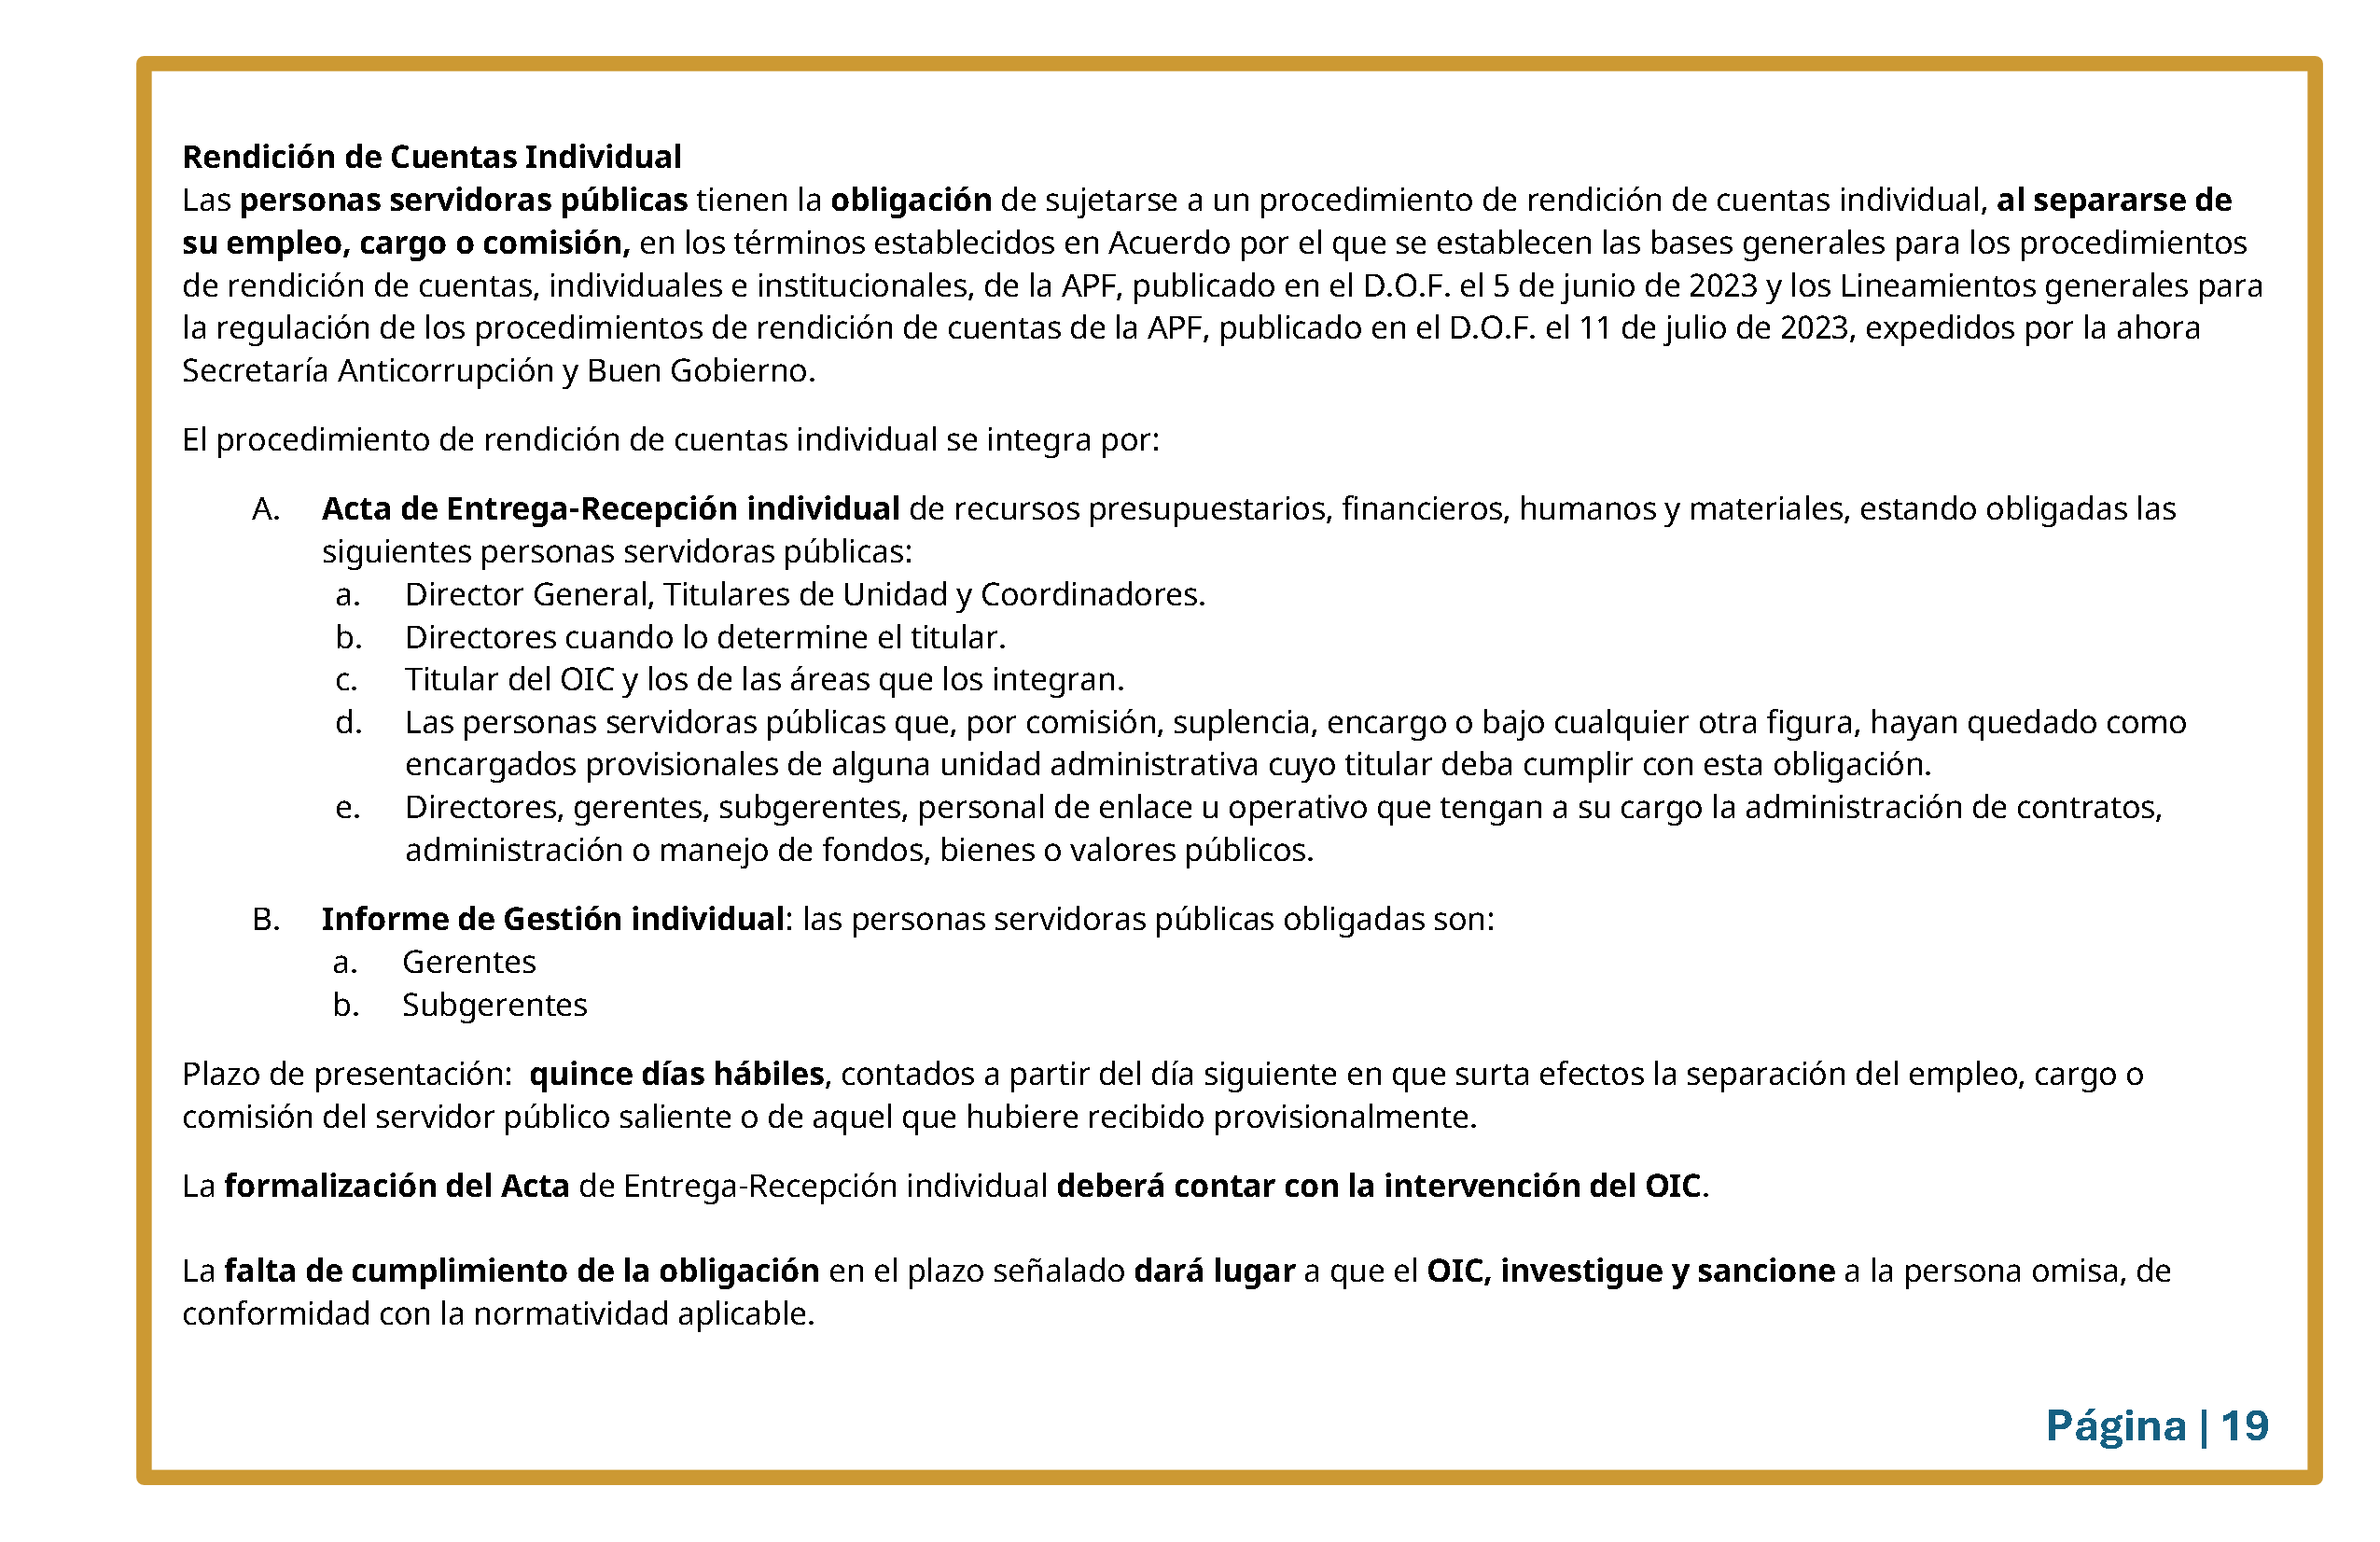 Rendición de Cuentas Individual
Las personas servidoras públicas tienen la obligación de sujetarse a un procedimiento de rendición de cuentas individual, al separarse de
su empleo, cargo o comisión, en los términos establecidos en Acuerdo por el que se establecen las bases generales para los procedimientos
de rendición de cuentas, individuales e institucionales, de la APF, publicado en el D.O.F. el 5 de junio de 2023 y los Lineamientos generales para
la regulación de los procedimientos de rendición de cuentas de la APF, publicado en el D.O.F. el 11 de julio de 2023, expedidos por la ahora
Secretaría Anticorrupción y Buen Gobierno.
El procedimiento de rendición de cuentas individual se integra por:
A. Acta de Entrega-Recepción individual de recursos presupuestarios, financieros, humanos y materiales, estando obligadas las
siguientes personas servidoras públicas:
a. Director General, Titulares de Unidad y Coordinadores.
b. Directores cuando lo determine el titular.
c. Titular del OIC y los de las áreas que los integran.
d. Las personas servidoras públicas que, por comisión, suplencia, encargo o bajo cualquier otra figura, hayan quedado como
encargados provisionales de alguna unidad administrativa cuyo titular deba cumplir con esta obligación.
e. Directores, gerentes, subgerentes, personal de enlace u operativo que tengan a su cargo la administración de contratos,
administración o manejo de fondos, bienes o valores públicos.
B. Informe de Gestión individual: las personas servidoras públicas obligadas son:
a. Gerentes
b. Subgerentes
Plazo de presentación: quince días hábiles, contados a partir del día siguiente en que surta efectos la separación del empleo, cargo o
comisión del servidor público saliente o de aquel que hubiere recibido provisionalmente.
La formalización del Acta de Entrega-Recepción individual deberá contar con la intervención del OIC.
La falta de cumplimiento de la obligación en el plazo señalado dará lugar a que el OIC, investigue y sancione a la persona omisa, de
conformidad con la normatividad aplicable.
Página | 19